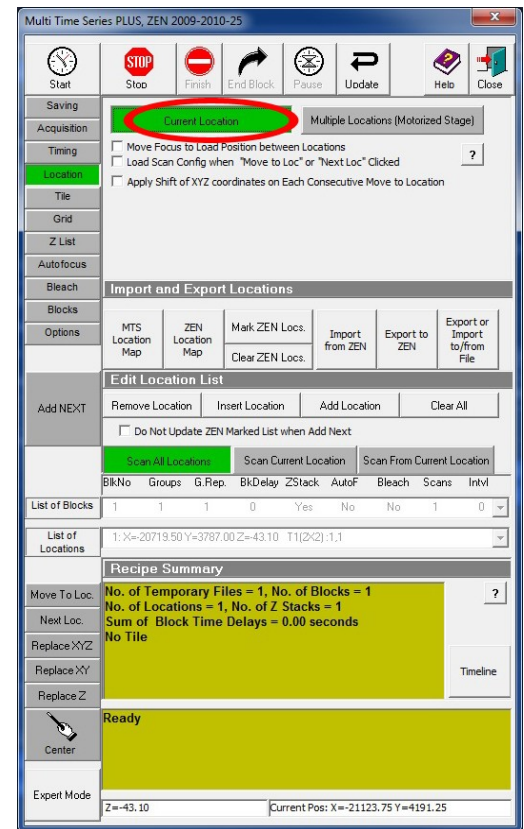 Multi Time Series PLUS, ZEN 2009-2010-25
Start
Stop
Finish
End Block
Pause
Update
Help
Close
STOP
Saving
Acquisition
Timing
Location
Tile
Grid
Z List
Autofocus
Bleach
Blocks
Options
Add NEXT
Current Location
Multiple Locations (Motorized Stage)
Move Focus to Load Position between Locations
Load Scan Config when "Move to Loc" or "Next Loc" Clicked
?
Apply Shift of XYZ coordinates on Each Consecutive Move to Location
Import and Export Locations
MTS
Location
Map
ZEN
Location
Map
Mark ZEN Locs.
Clear ZEN Locs.
Import
from ZEN
Export to
ZEN
Export or
Import
to/from
File
Edit Location List
Remove Location
Insert Location
Add Location
Clear All
Do Not Update ZEN Marked List when Add Next
Scan All Locations
Scan Current Location
Scan From Current Location
BlkNo Groups G.Rep. BkDelay ZStack AutoF Bleach Scans Intvl
List of Blocks
1 1 1 0 Yes No No 1 0
List of
Locations
1: X=-20719.50 Y=3787.00 Z=-43.10 T1(2X2):1,1
Recipe Summary
Move To Loc.
Next Loc.
Replace XYZ
Replace XY
Replace Z
Center
Expert Mode
No. of Temporary Files = 1, No. of Blocks = 1
No. of Locations = 1, No. of Z Stacks = 1
Sum of Block Time Delays = 0.00 seconds
No Tile
?
Timeline
Ready
Z=-43.10
Current Pos: X=-21123.75 Y=4191.25